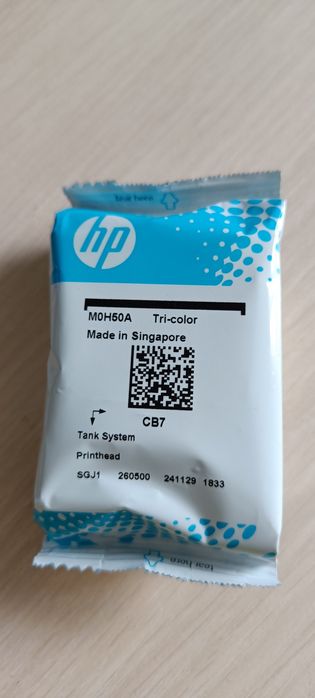 tear here
hp
M0H50A Tri-color
Made in Singapore
CB7
Tank System
Printhead
SGJ1 260500 241129 1833
tear here